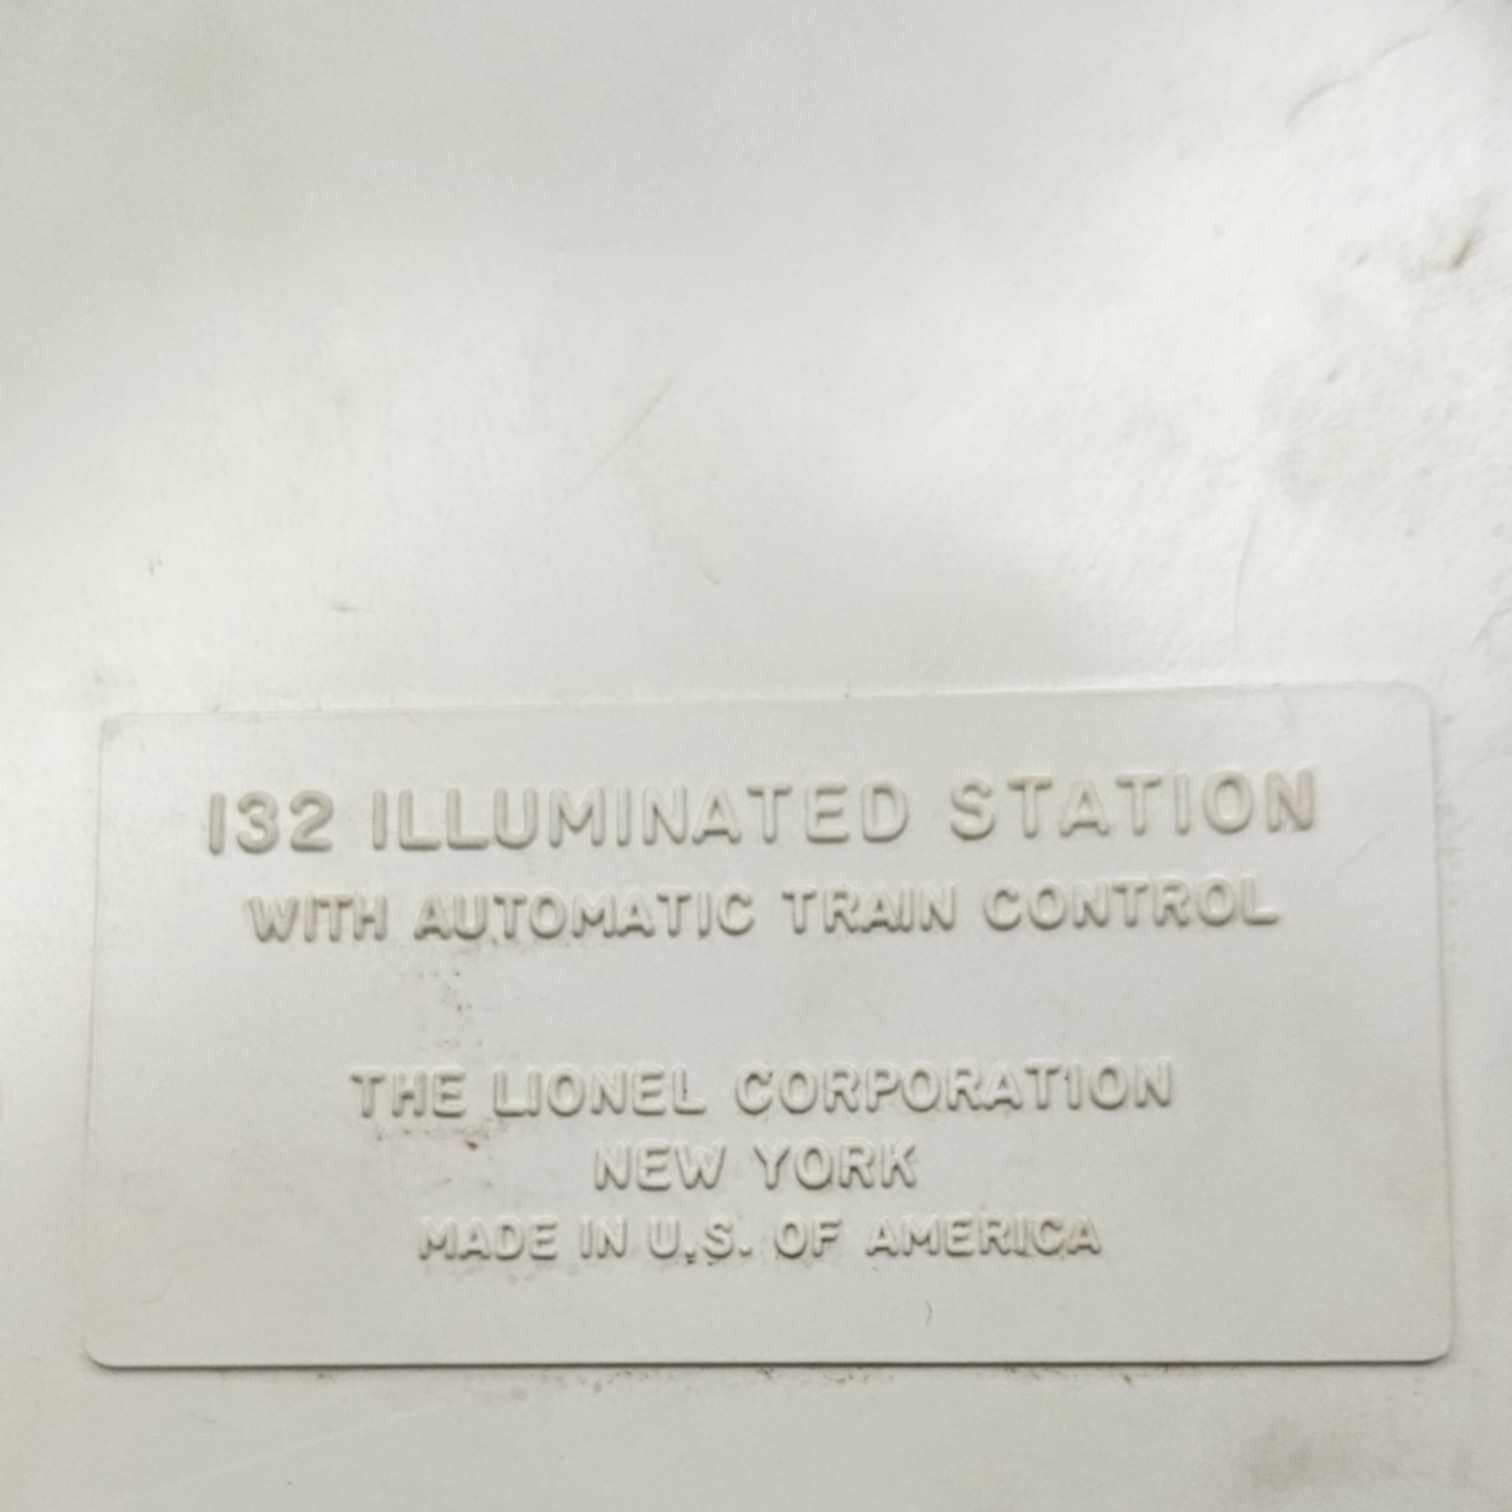 132 ILLUMINATED STATION
WITH AUTOMATIC TRAIN CONTROL
THE LIONEL CORPORATION
NEW YORK
MADE IN U.S. OF AMERICA